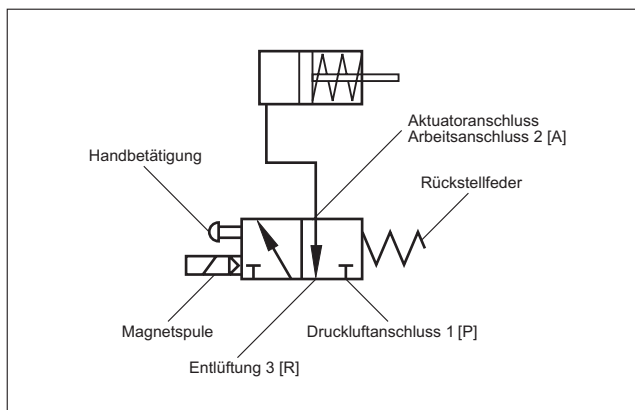 Aktuatoranschluss
Arbeitsanschluss 2 [A]
Handbetätigung
Rückstellfeder
Magnetspule
Druckluftanschluss 1 [P]
Entlüftung 3 [R]